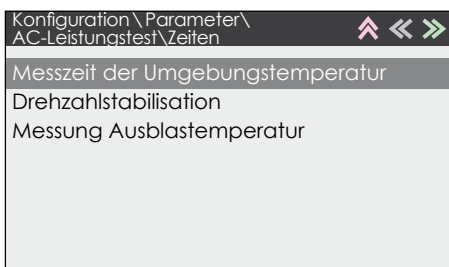 Konfiguration\Parameter\
AC-Leistungstest\Zeiten
Messzeit der Umgebungstemperatur
Drehzahlstabilisation
Messung Ausblastemperatur